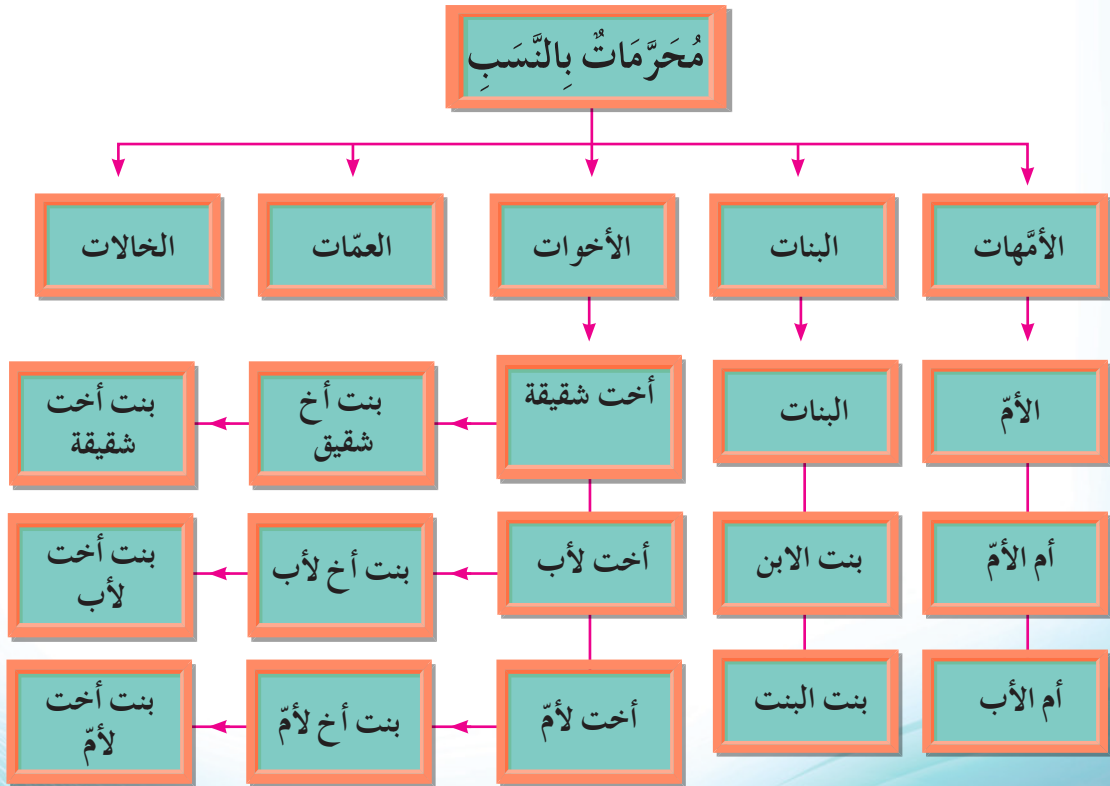 مُحَرَّمَاتٌ بِالنَّسَبِ
الأمَّهات
البنات
الأخوات
العمّات
الخالات
الأمّ
البنات
أخت شقيقة
بنت أخ
شقيق
بنت أخت
شقيقة
أم الأمّ
بنت الابن
أخت لأب
بنت أخ لأب
بنت أخت
لأب
أم الأب
بنت البنت
أخت لأمّ
بنت أخ لأمّ
بنت أخت
لأمّ